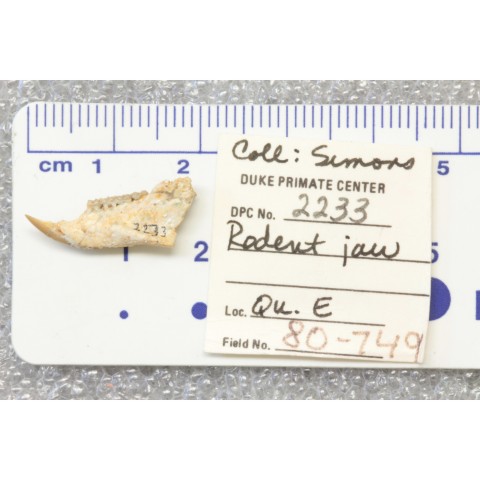 cm 1 2 5
Coll: Simons
DUKE PRIMATE CENTER
DPC No. 2233
Rodent jaw
Loc. Qu. E
Field No. 80-749
2233
1 2 5